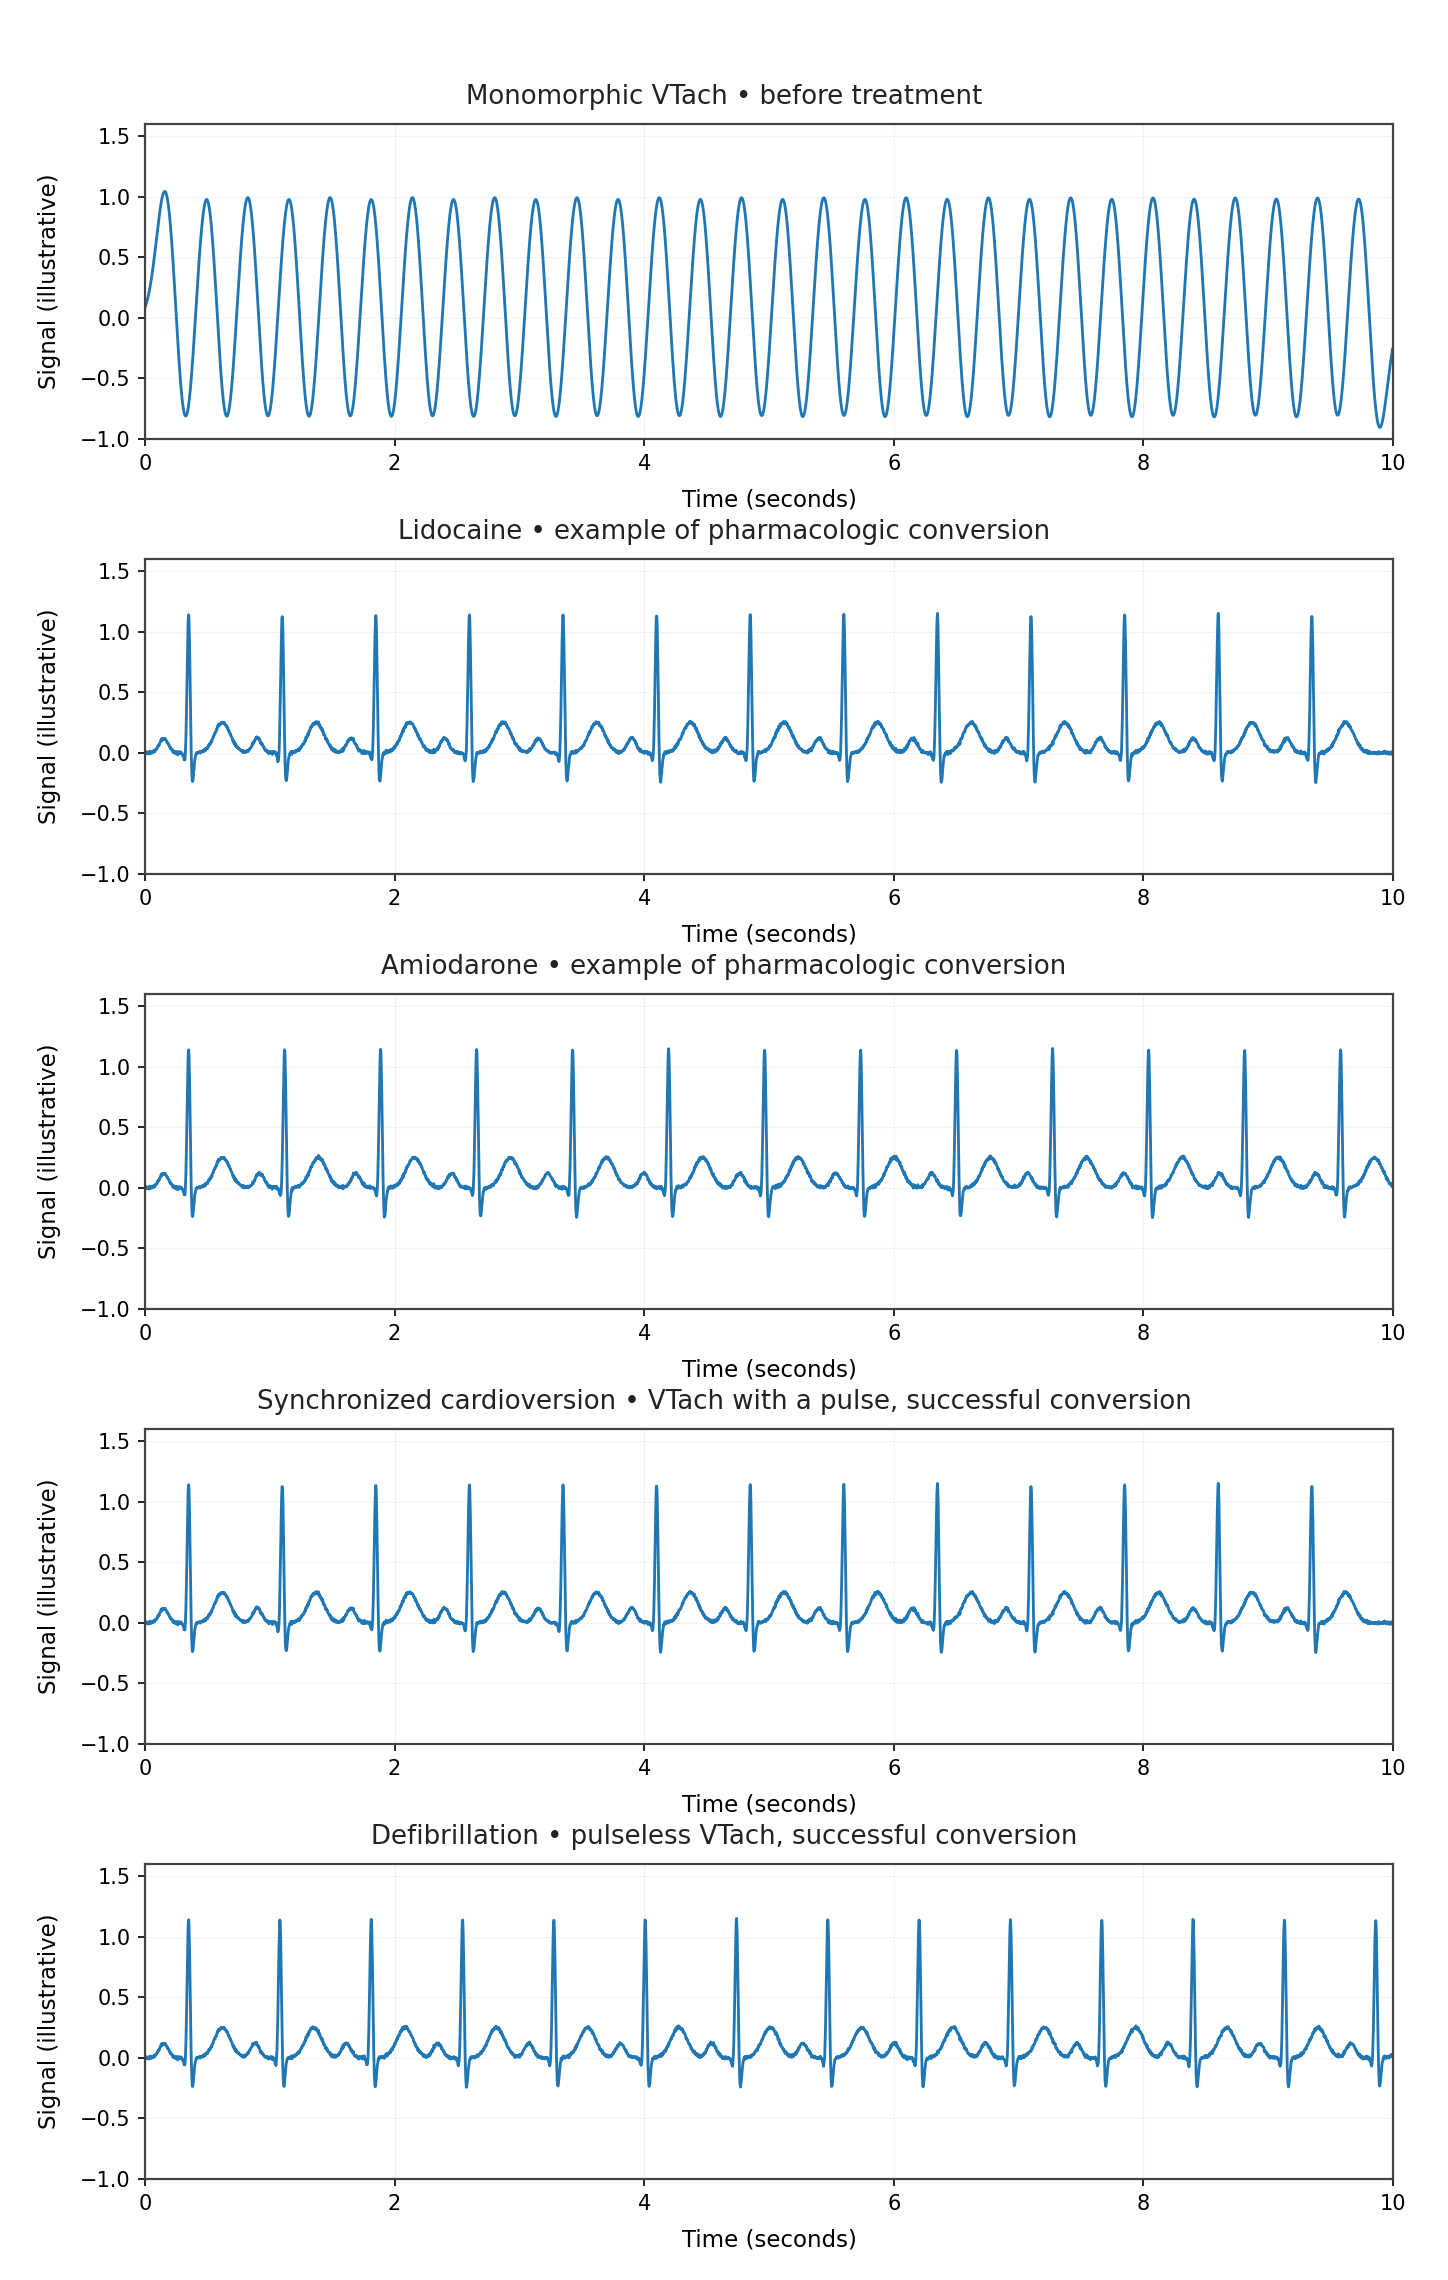 Monomorphic VTach • before treatment
1.5
1.0
0.5
0.0
−0.5
−1.0
Signal (illustrative)
0 2 4 6 8 10
Time (seconds)
Lidocaine • example of pharmacologic conversion
1.5
1.0
0.5
0.0
−0.5
−1.0
Signal (illustrative)
0 2 4 6 8 10
Time (seconds)
Amiodarone • example of pharmacologic conversion
1.5
1.0
0.5
0.0
−0.5
−1.0
Signal (illustrative)
0 2 4 6 8 10
Time (seconds)
Synchronized cardioversion • VTach with a pulse, successful conversion
1.5
1.0
0.5
0.0
−0.5
−1.0
Signal (illustrative)
0 2 4 6 8 10
Time (seconds)
Defibrillation • pulseless VTach, successful conversion
1.5
1.0
0.5
0.0
−0.5
−1.0
Signal (illustrative)
0 2 4 6 8 10
Time (seconds)